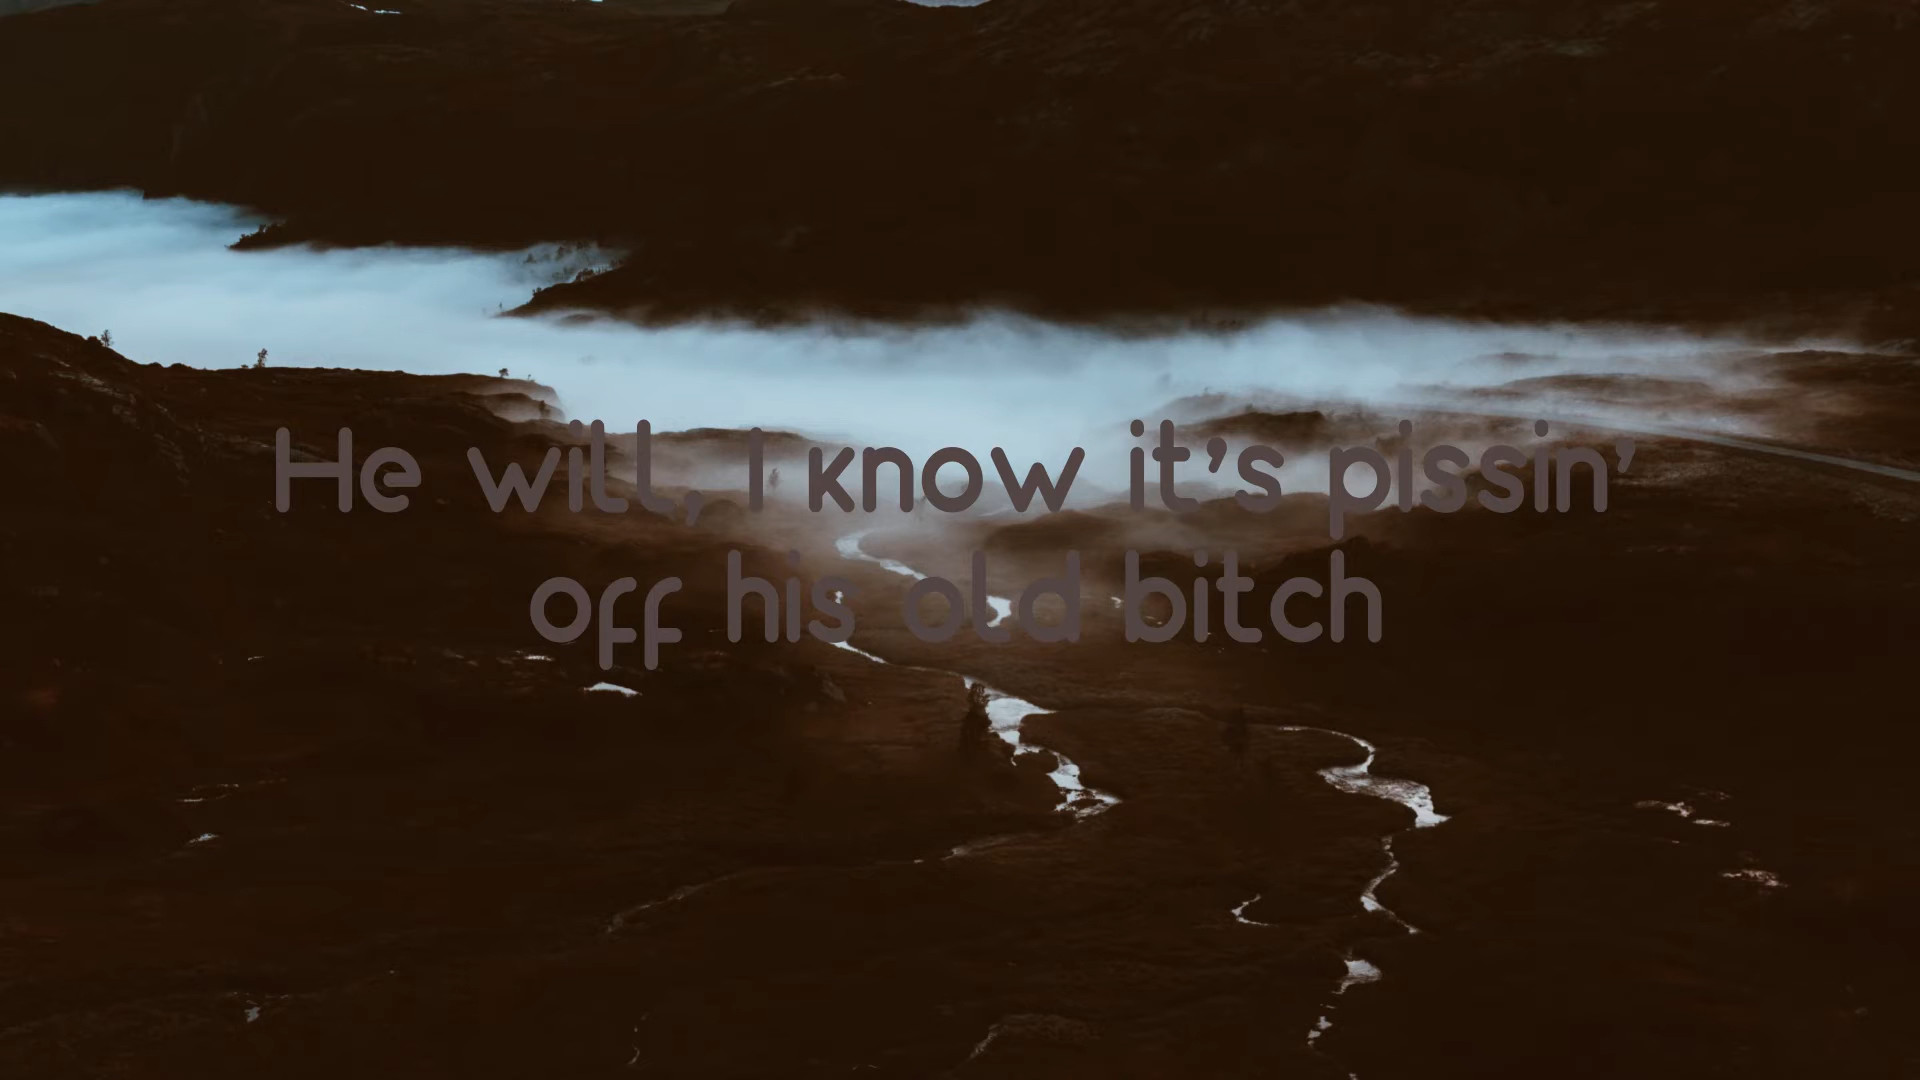 He will, I know it’s pissin’
off his old bitch